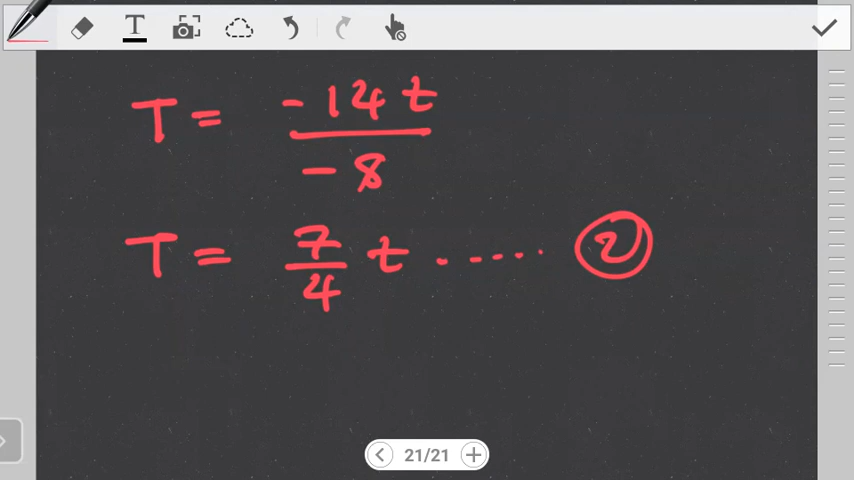 T
T = -14t/-8
T = 7/4 t ...... ②
21/21